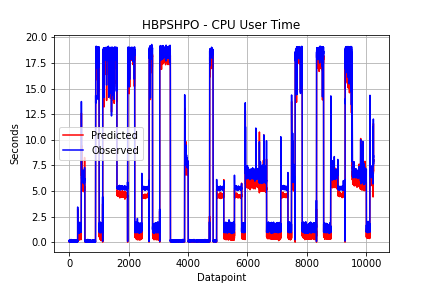 HBPSHPO - CPU User Time
20.0
17.5
15.0
12.5
10.0
7.5
5.0
2.5
0.0
Seconds
Predicted
Observed
0 2000 4000 6000 8000 10000
Datapoint